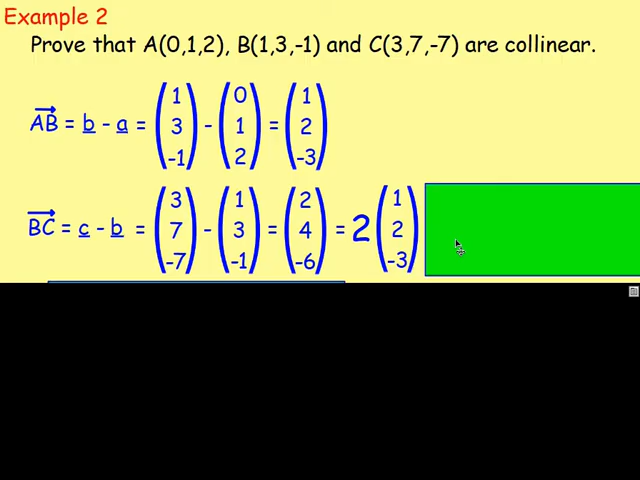 Example 2
Prove that A(0,1,2), B(1,3,-1) and C(3,7,-7) are collinear.
AB = b - a = (1 3 -1) - (0 1 2) = (1 2 -3)
BC = c - b = (3 7 -7) - (1 3 -1) = (2 4 -6) = 2 (1 2 -3)